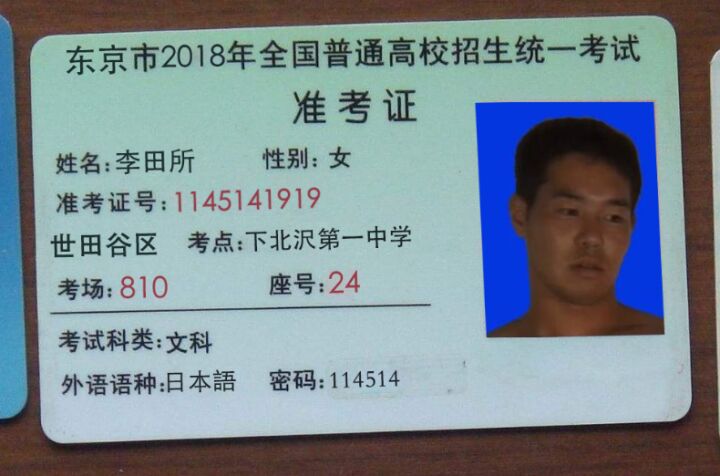 东京市2018年全国普通高校招生统一考试
准考证
姓名:李田所 性别: 女
准考证号:1145141919
世田谷区 考点:下北沢第一中学
考场:810 座号:24
考试科类:文科
外语语种:日本語 密码:114514